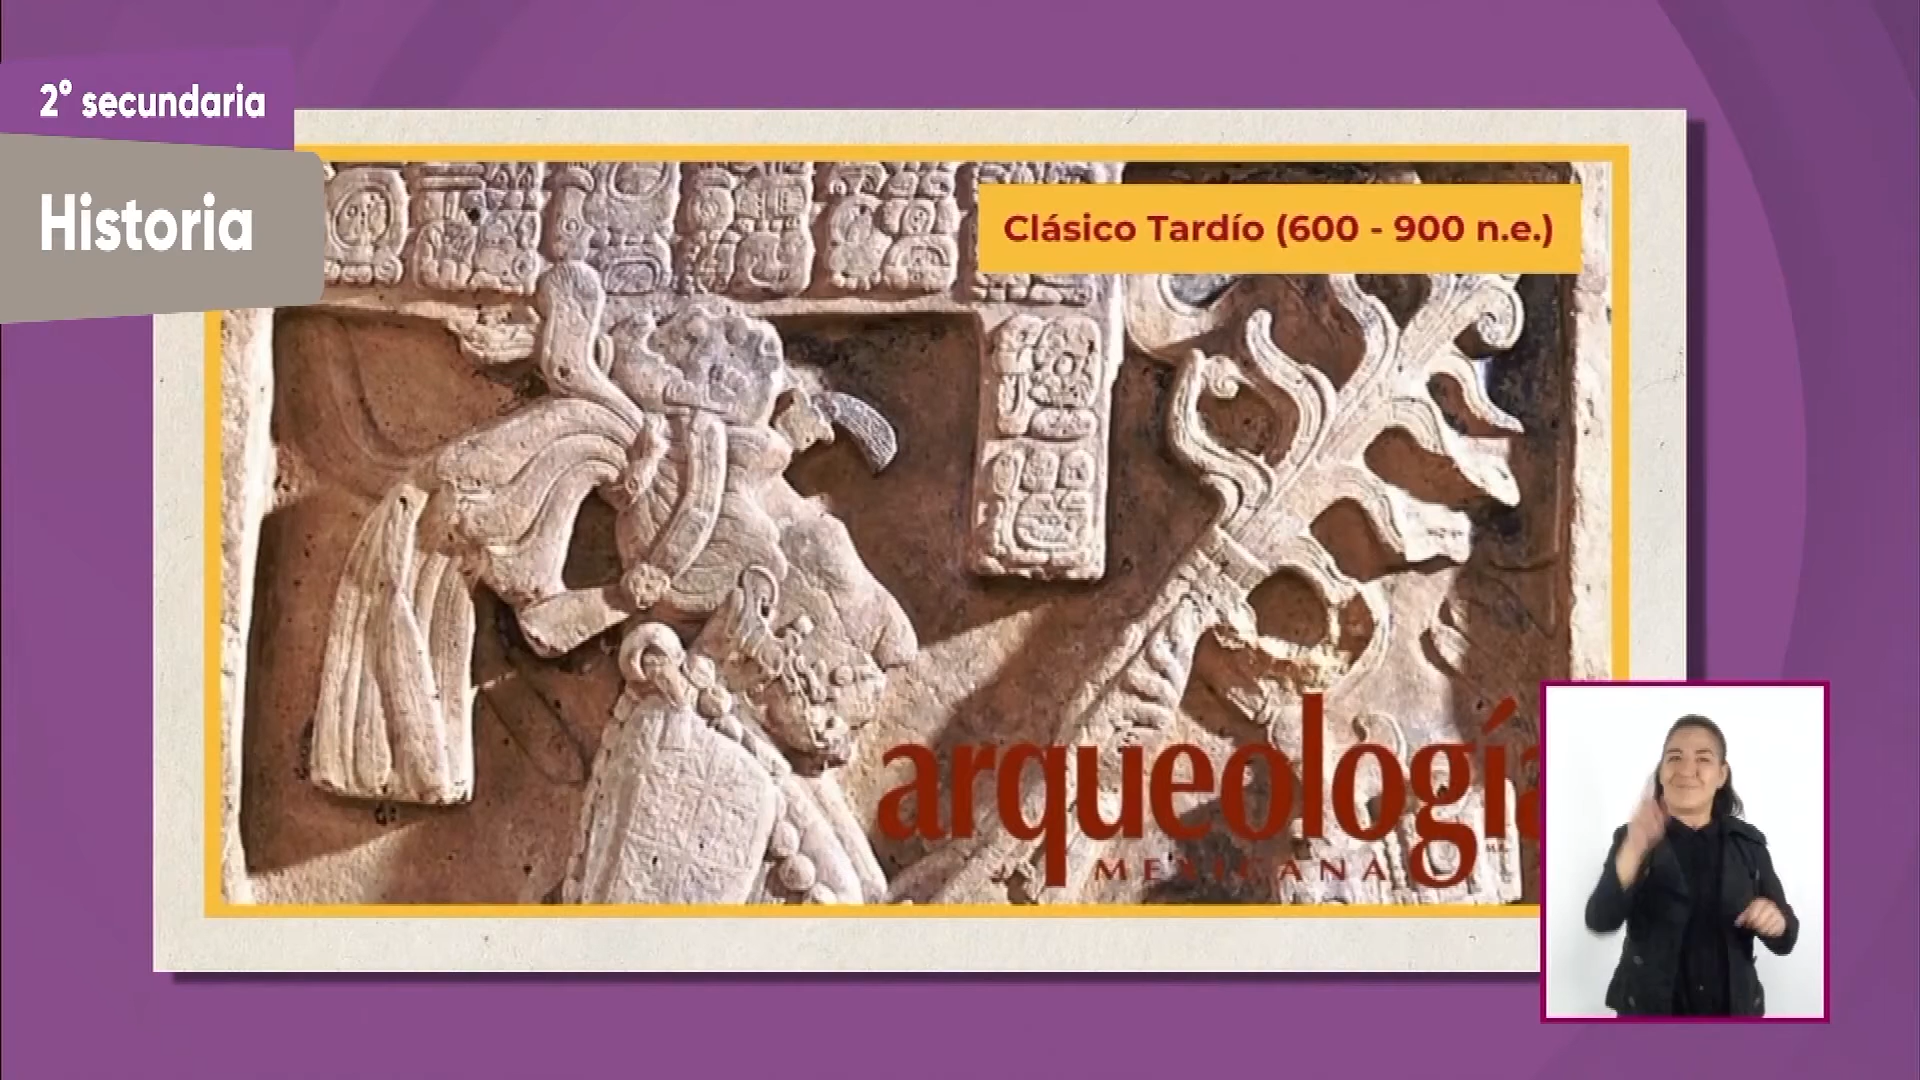 2° secundaria
Historia
Clásico Tardío (600 - 900 n.e.)
arqueología
MEXICANA